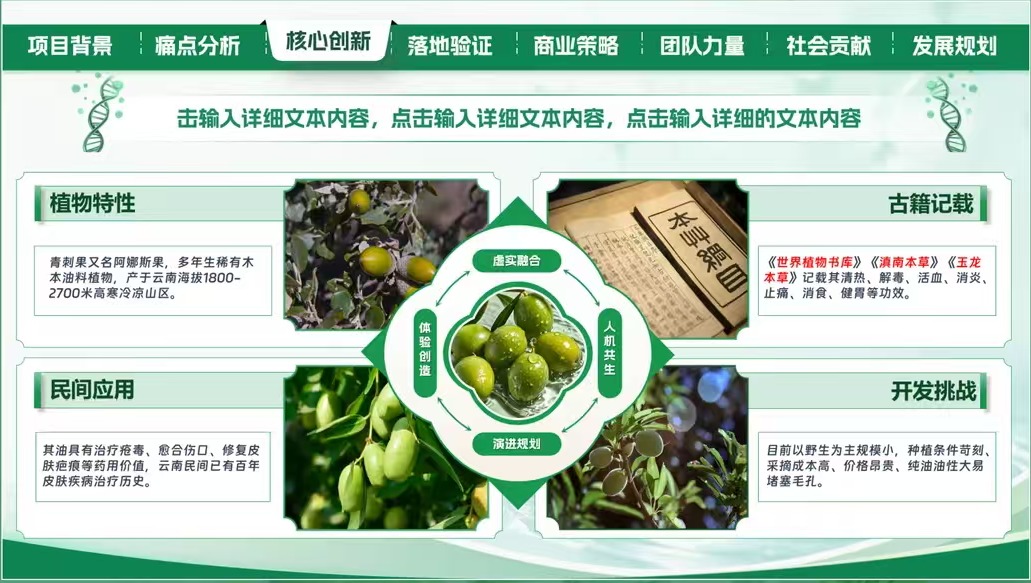 项目背景
痛点分析
核心创新
落地验证
商业策略
团队力量
社会贡献
发展规划
击输入详细文本内容，点击输入详细文本内容，点击输入详细的文本内容
植物特性
青刺果又名阿娜斯果，多年生稀有木
本油料植物，产于云南海拔1800-
2700米高寒冷凉山区。
古籍记载
《世界植物书库》《滇南本草》《玉龙
本草》记载其清热、解毒、活血、消炎、
止痛、消食、健胃等功效。
本草綱目
虚实融合
体验创造
人机共生
演进规划
民间应用
其油具有治疗疮毒、愈合伤口、修复皮
肤疤痕等药用价值，云南民间已有百年
皮肤疾病治疗历史。
开发挑战
目前以野生为主规模小，种植条件苛刻、
采摘成本高、价格昂贵、纯油油性大易
堵塞毛孔。